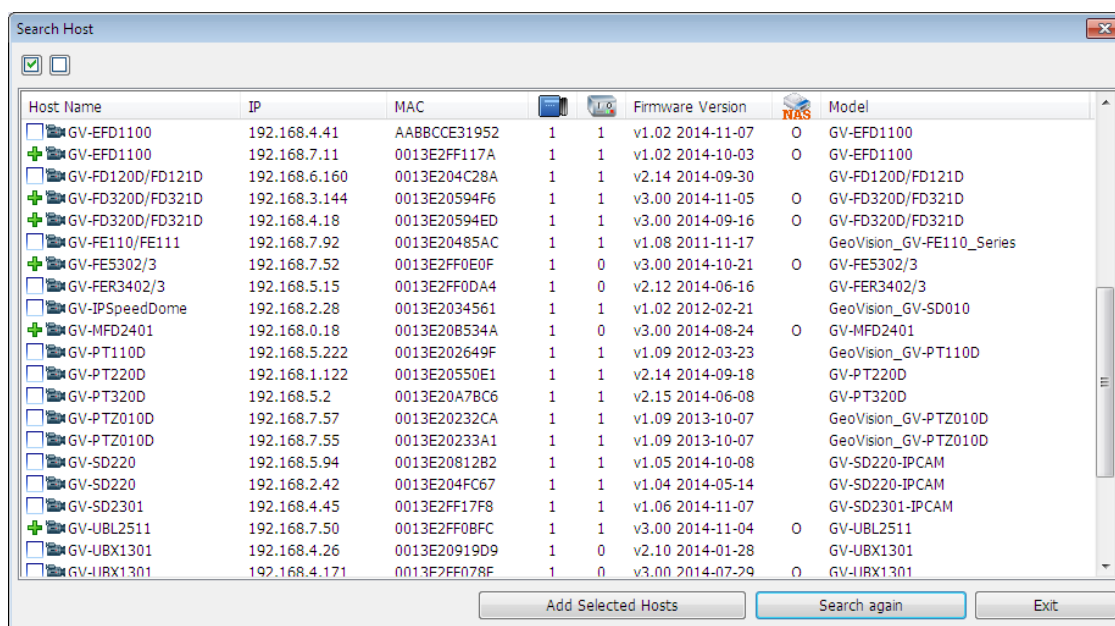 Search Host
Host Name IP MAC Firmware Version NAS Model
GV-EFD1100 192.168.4.41 AABBCCE31952 1 1 v1.02 2014-11-07 O GV-EFD1100
GV-EFD1100 192.168.7.11 0013E2FF117A 1 1 v1.02 2014-10-03 O GV-EFD1100
GV-FD120D/FD121D 192.168.6.160 0013E204C28A 1 1 v2.14 2014-09-30 GV-FD120D/FD121D
GV-FD320D/FD321D 192.168.3.144 0013E20594F6 1 1 v3.00 2014-11-05 O GV-FD320D/FD321D
GV-FD320D/FD321D 192.168.4.18 0013E20594ED 1 1 v3.00 2014-09-16 O GV-FD320D/FD321D
GV-FE110/FE111 192.168.7.92 0013E20485AC 1 1 v1.08 2011-11-17 GeoVision_GV-FE110_Series
GV-FE5302/3 192.168.7.52 0013E2FF0E0F 1 0 v3.00 2014-10-21 O GV-FE5302/3
GV-FER3402/3 192.168.5.15 0013E2FF0DA4 1 0 v2.12 2014-06-16 GV-FER3402/3
GV-IPSpeedDome 192.168.2.28 0013E2034561 1 1 v1.02 2012-02-21 GeoVision_GV-SD010
GV-MFD2401 192.168.0.18 0013E20B534A 1 0 v3.00 2014-08-24 O GV-MFD2401
GV-PT110D 192.168.5.222 0013E202649F 1 1 v1.09 2012-03-23 GeoVision_GV-PT110D
GV-PT220D 192.168.1.122 0013E20550E1 1 1 v2.14 2014-09-18 GV-PT220D
GV-PT320D 192.168.5.2 0013E20A7BC6 1 1 v2.15 2014-06-08 GV-PT320D
GV-PTZ010D 192.168.7.57 0013E20232CA 1 1 v1.09 2013-10-07 GeoVision_GV-PTZ010D
GV-PTZ010D 192.168.7.55 0013E20233A1 1 1 v1.09 2013-10-07 GeoVision_GV-PTZ010D
GV-SD220 192.168.5.94 0013E20812B2 1 1 v1.05 2014-10-08 GV-SD220-IPCAM
GV-SD220 192.168.2.42 0013E204FC67 1 1 v1.04 2014-05-14 GV-SD220-IPCAM
GV-SD2301 192.168.4.45 0013E2FF17F8 1 1 v1.06 2014-11-07 GV-SD2301-IPCAM
GV-UBL2511 192.168.7.50 0013E2FF0BFC 1 1 v3.00 2014-11-04 O GV-UBL2511
GV-UBX1301 192.168.4.26 0013E20919D9 1 0 v2.10 2014-01-28 GV-UBX1301
GV-UBX1301 192.168.4.171 0013E2FF078F 1 0 v3.00 2014-07-29 O GV-UBX1301
Add Selected Hosts Search again Exit